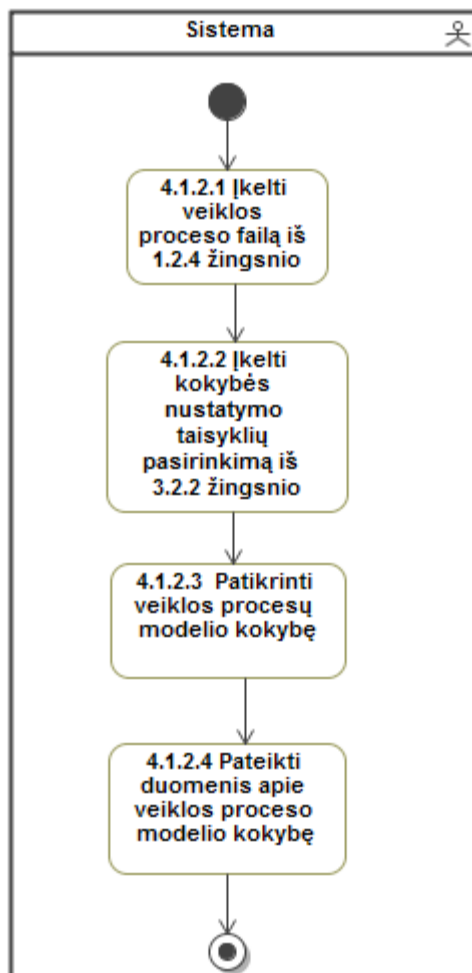 Sistema
4.1.2.1 Įkelti
veiklos
proceso failą iš
1.2.4 žingsnio
4.1.2.2 Įkelti
kokybės
nustatymo
taisyklių
pasirinkimą iš
3.2.2 žingsnio
4.1.2.3 Patikrinti
veiklos procesų
modelio kokybę
4.1.2.4 Pateikti
duomenis apie
veiklos proceso
modelio kokybę